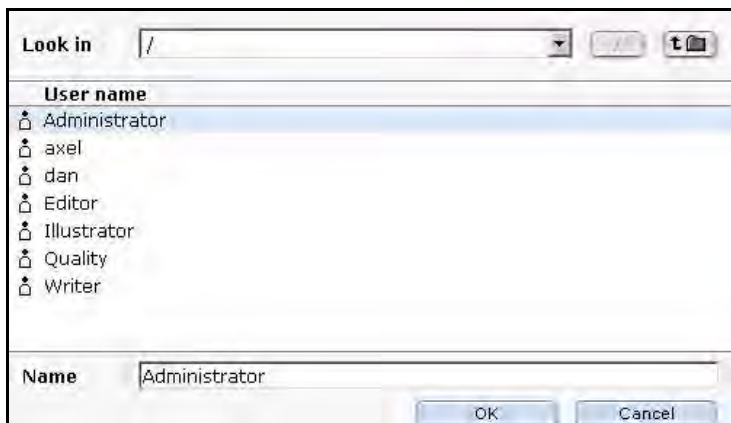 Look in /
User name
Administrator
axel
dan
Editor
Illustrator
Quality
Writer
Name Administrator
OK Cancel